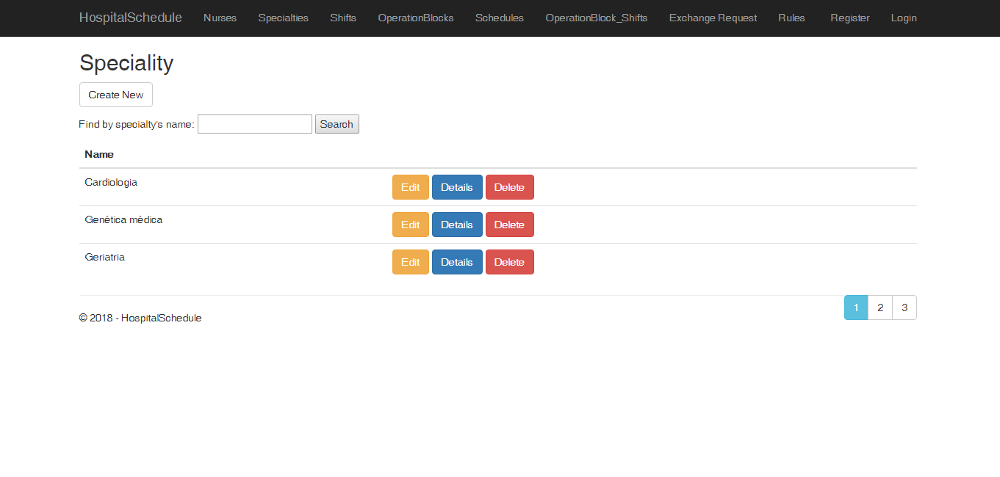 HospitalSchedule Nurses Specialties Shifts OperationBlocks Schedules OperationBlock_Shifts Exchange Request Rules Register Login
Speciality
Create New
Find by specialty's name: Search
Name
Cardiologia Edit Details Delete
Genética médica Edit Details Delete
Geriatria Edit Details Delete
1 2 3
© 2018 - HospitalSchedule